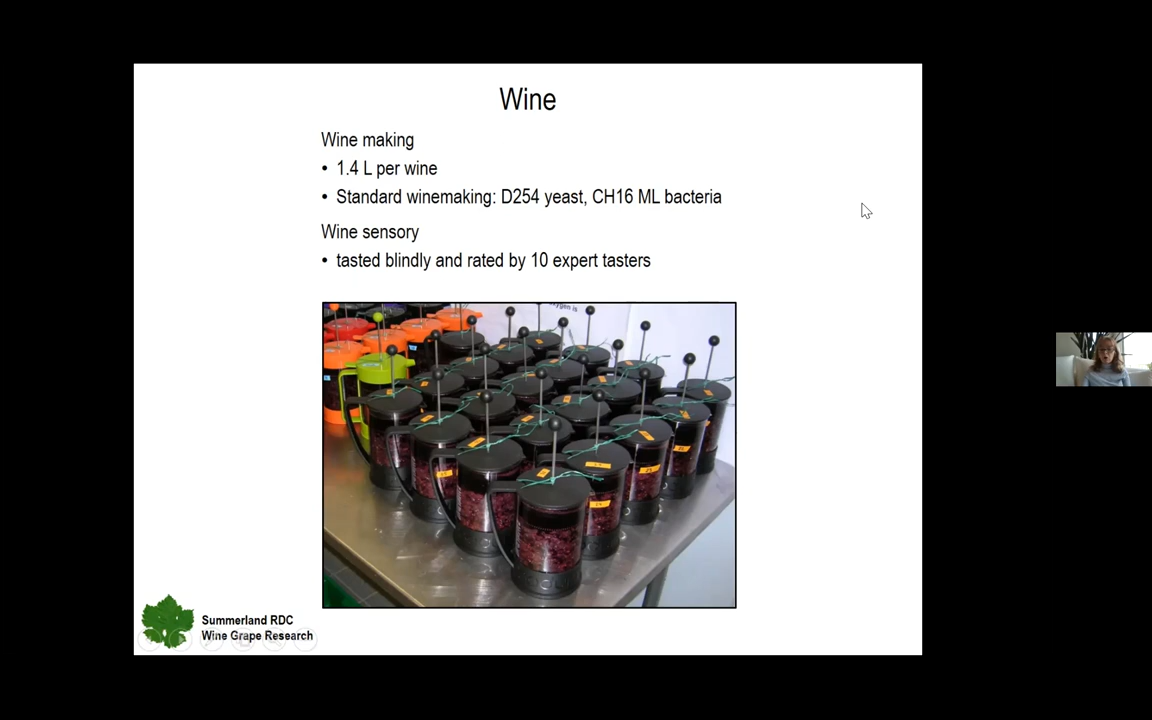 Wine
Wine making
• 1.4 L per wine
• Standard winemaking: D254 yeast, CH16 ML bacteria
Wine sensory
• tasted blindly and rated by 10 expert tasters
Summerland RDC
Wine Grape Research